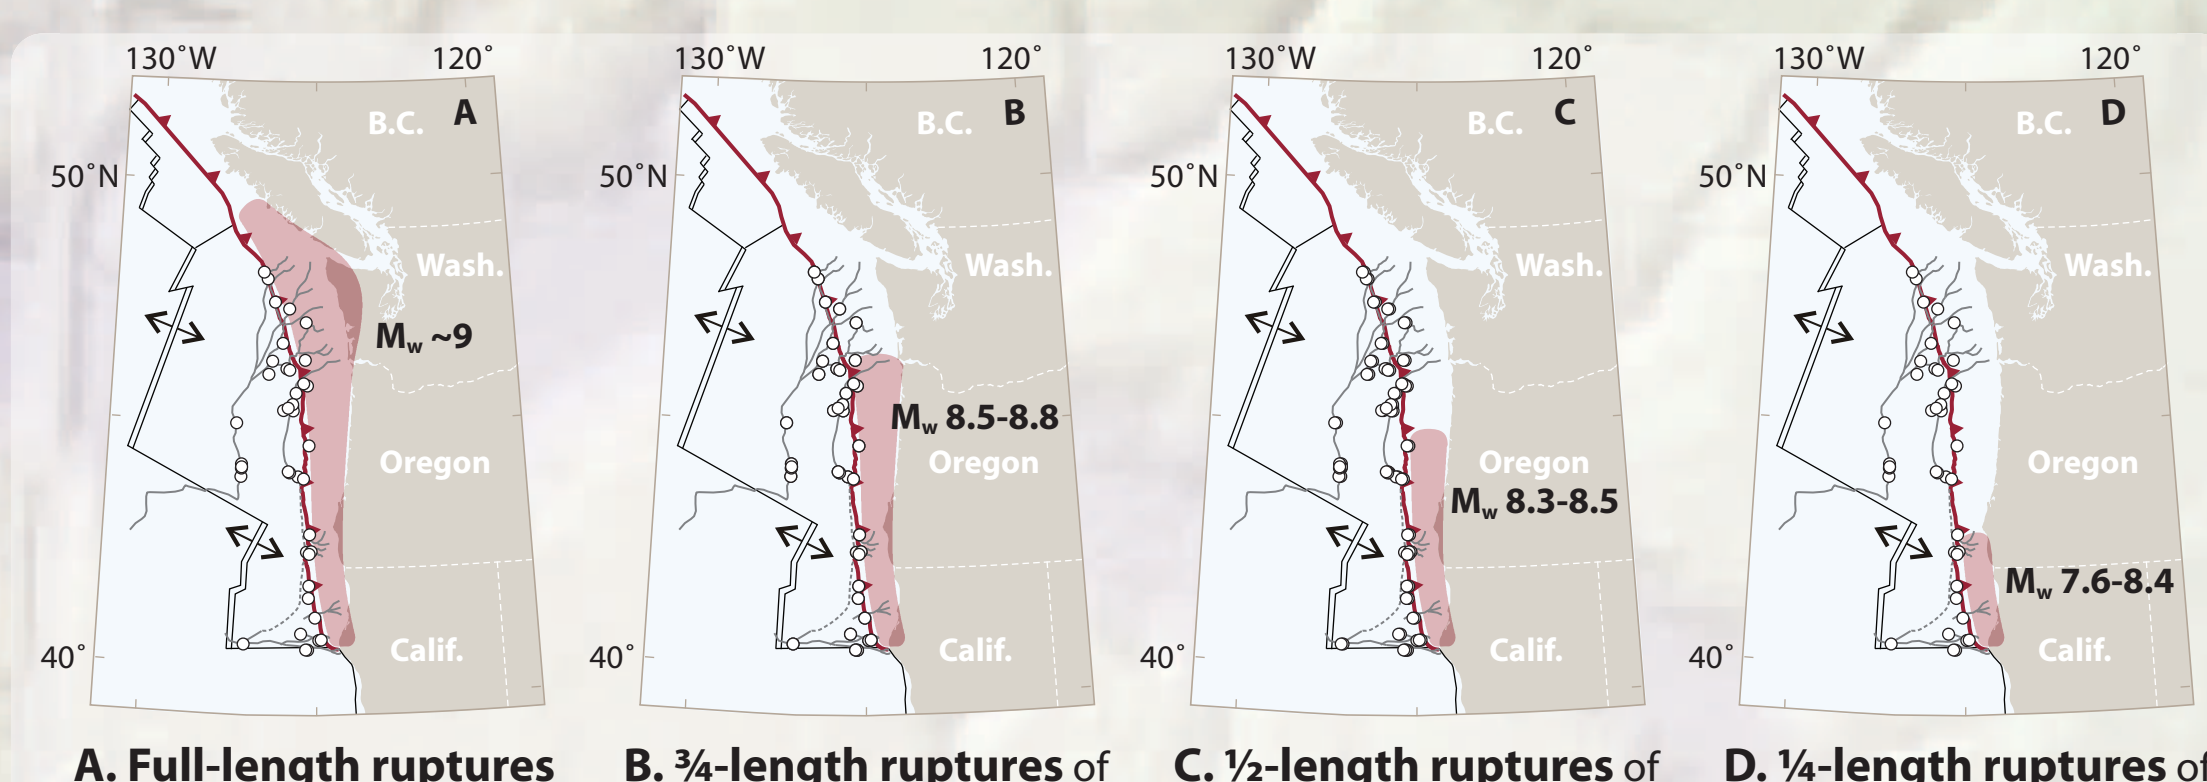 130˚W 120˚
A
B.C.
50˚N
Wash.
Mw ~9
Oregon
40˚
Calif.
A. Full-length ruptures
130˚W 120˚
B
B.C.
50˚N
Wash.
Mw 8.5-8.8
Oregon
40˚
Calif.
B. ¾-length ruptures of
130˚W 120˚
C
B.C.
50˚N
Wash.
Oregon
Mw 8.3-8.5
40˚
Calif.
C. ½-length ruptures of
130˚W 120˚
D
B.C.
50˚N
Wash.
Oregon
Mw 7.6-8.4
40˚
Calif.
D. ¼-length ruptures of